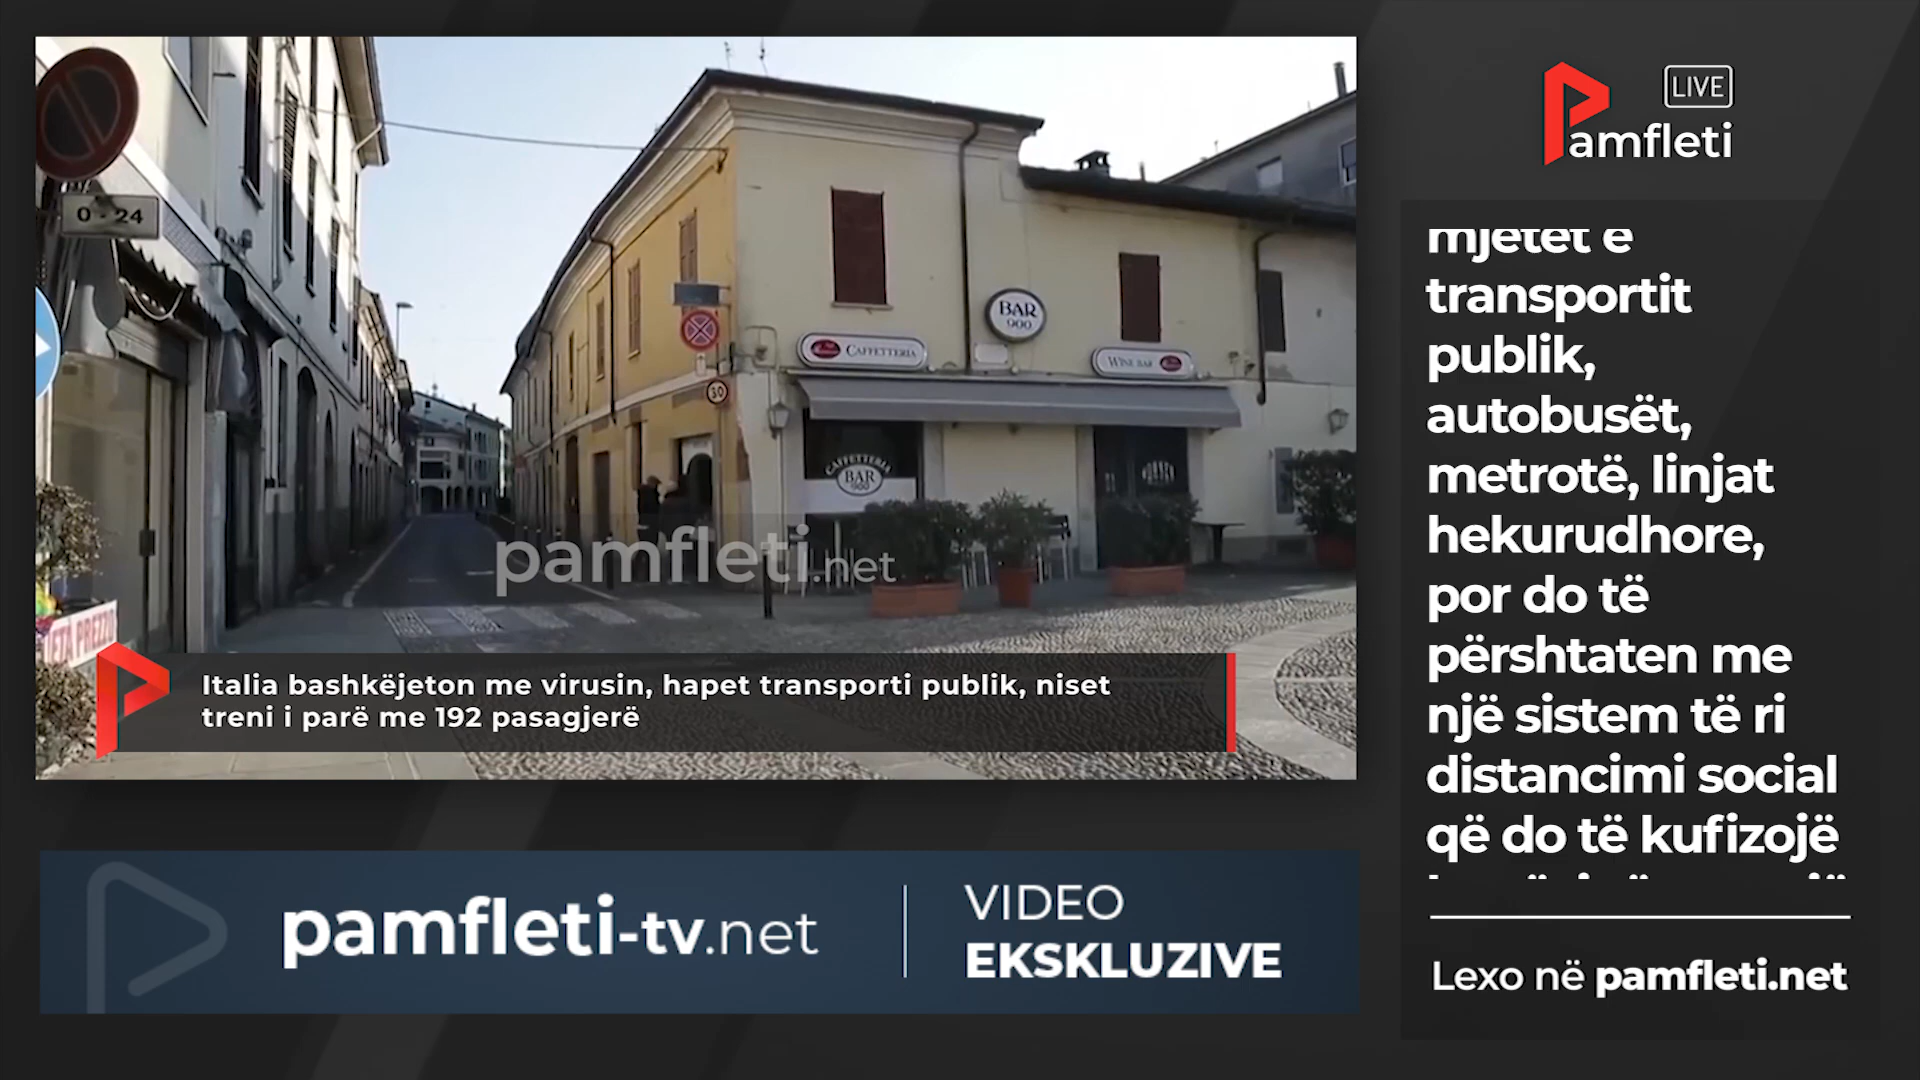 0 - 24
BAR
900
CAFFETTERIA
WINE BAR
30
CAFFETTERIA
BAR
900
pamfleti.net
PREZZO
Italia bashkëjeton me virusin, hapet transporti publik, niset
treni i parë me 192 pasagjerë
pamfleti-tv.net
VIDEO
EKSKLUZIVE
LIVE
Pamfleti
mjetet e
transportit
publik,
autobusët,
metrotë, linjat
hekurudhore,
por do të
përshtaten me
një sistem të ri
distancimi social
që do të kufizojë
Lexo në pamfleti.net